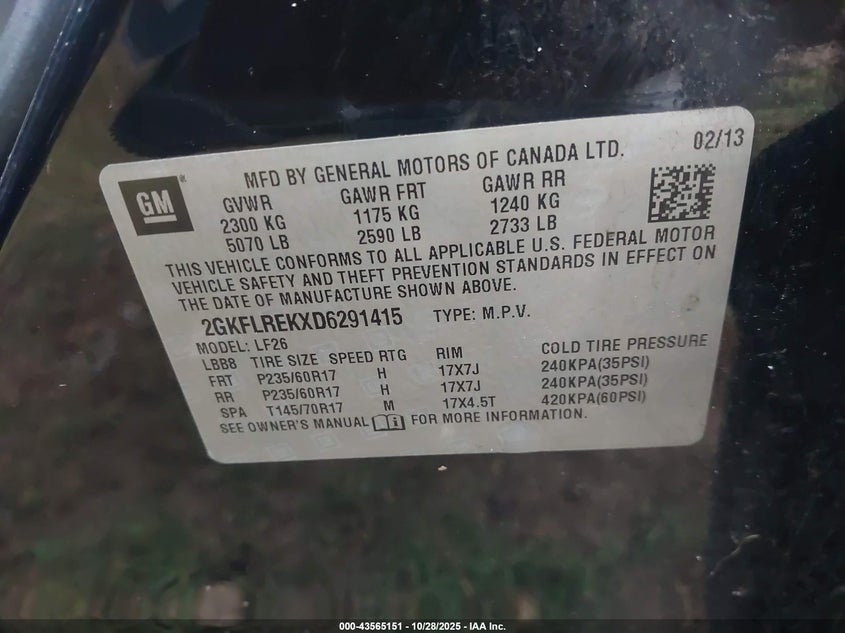 GM
MFD BY GENERAL MOTORS OF CANADA LTD. 02/13
GVWR GAWR FRT GAWR RR
2300 KG 1175 KG 1240 KG
5070 LB 2590 LB 2733 LB
THIS VEHICLE CONFORMS TO ALL APPLICABLE U.S. FEDERAL MOTOR
VEHICLE SAFETY AND THEFT PREVENTION STANDARDS IN EFFECT ON
THE DATE OF MANUFACTURE SHOWN ABOVE.
2GKFLREKXD6291415 TYPE: M.P.V.
MODEL: LF26
LBB8 TIRE SIZE SPEED RTG RIM COLD TIRE PRESSURE
FRT P235/60R17 H 17X7J 240KPA(35PSI)
RR P235/60R17 H 17X7J 240KPA(35PSI)
SPA T145/70R17 M 17X4.5T 420KPA(60PSI)
SEE OWNER'S MANUAL FOR MORE INFORMATION.
000-43565151 - 10/28/2025 - IAA Inc.